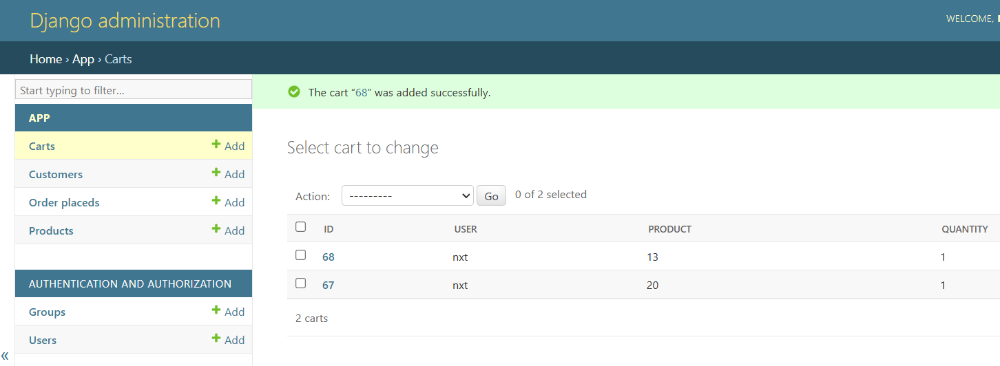 Django administration
WELCOME,
Home › App › Carts
Start typing to filter...
The cart “68” was added successfully.
APP
Carts + Add
Customers + Add
Order placeds + Add
Products + Add
AUTHENTICATION AND AUTHORIZATION
Groups + Add
Users + Add
«
Select cart to change
Action: --------- Go 0 of 2 selected
ID USER PRODUCT QUANTITY
68 nxt 13 1
67 nxt 20 1
2 carts